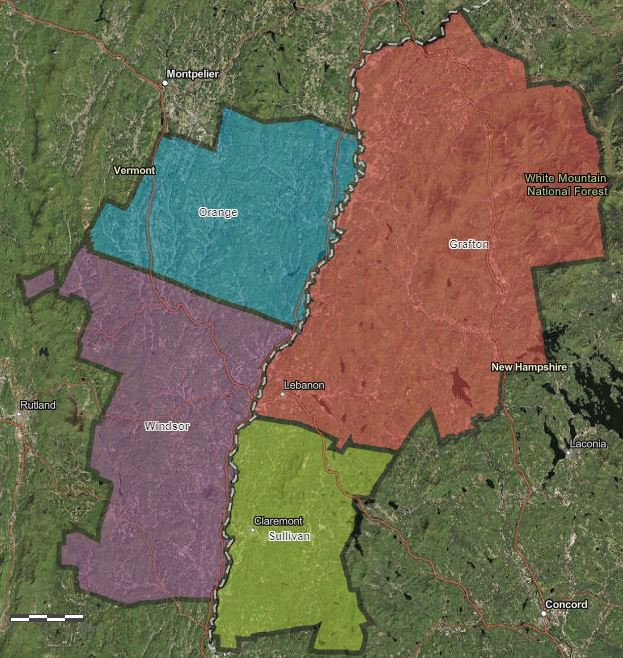 Montpelier
Vermont
White Mountain
National Forest
Orange
Grafton
New Hampshire
Lebanon
Rutland
Windsor
Laconia
Claremont
Sullivan
Concord